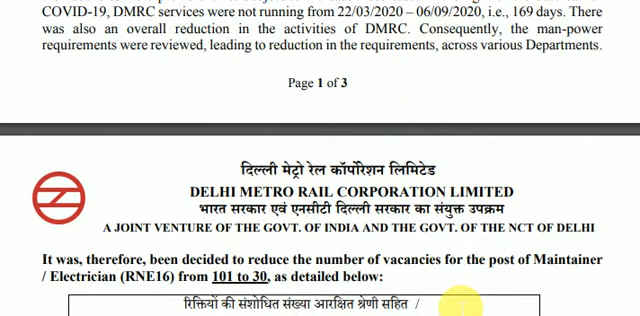 COVID-19, DMRC services were not running from 22/03/2020 – 06/09/2020, i.e., 169 days. There
was also an overall reduction in the activities of DMRC. Consequently, the man-power
requirements were reviewed, leading to reduction in the requirements, across various Departments.
Page 1 of 3
दिल्ली मेट्रो रेल कॉर्पोरेशन लिमिटेड
DELHI METRO RAIL CORPORATION LIMITED
भारत सरकार एवं एनसीटी दिल्ली सरकार का संयुक्त उपक्रम
A JOINT VENTURE OF THE GOVT. OF INDIA AND THE GOVT. OF THE NCT OF DELHI
It was, therefore, been decided to reduce the number of vacancies for the post of Maintainer
/ Electrician (RNE16) from 101 to 30, as detailed below:
रिक्तियों की संशोधित संख्या आरक्षित श्रेणी सहित /